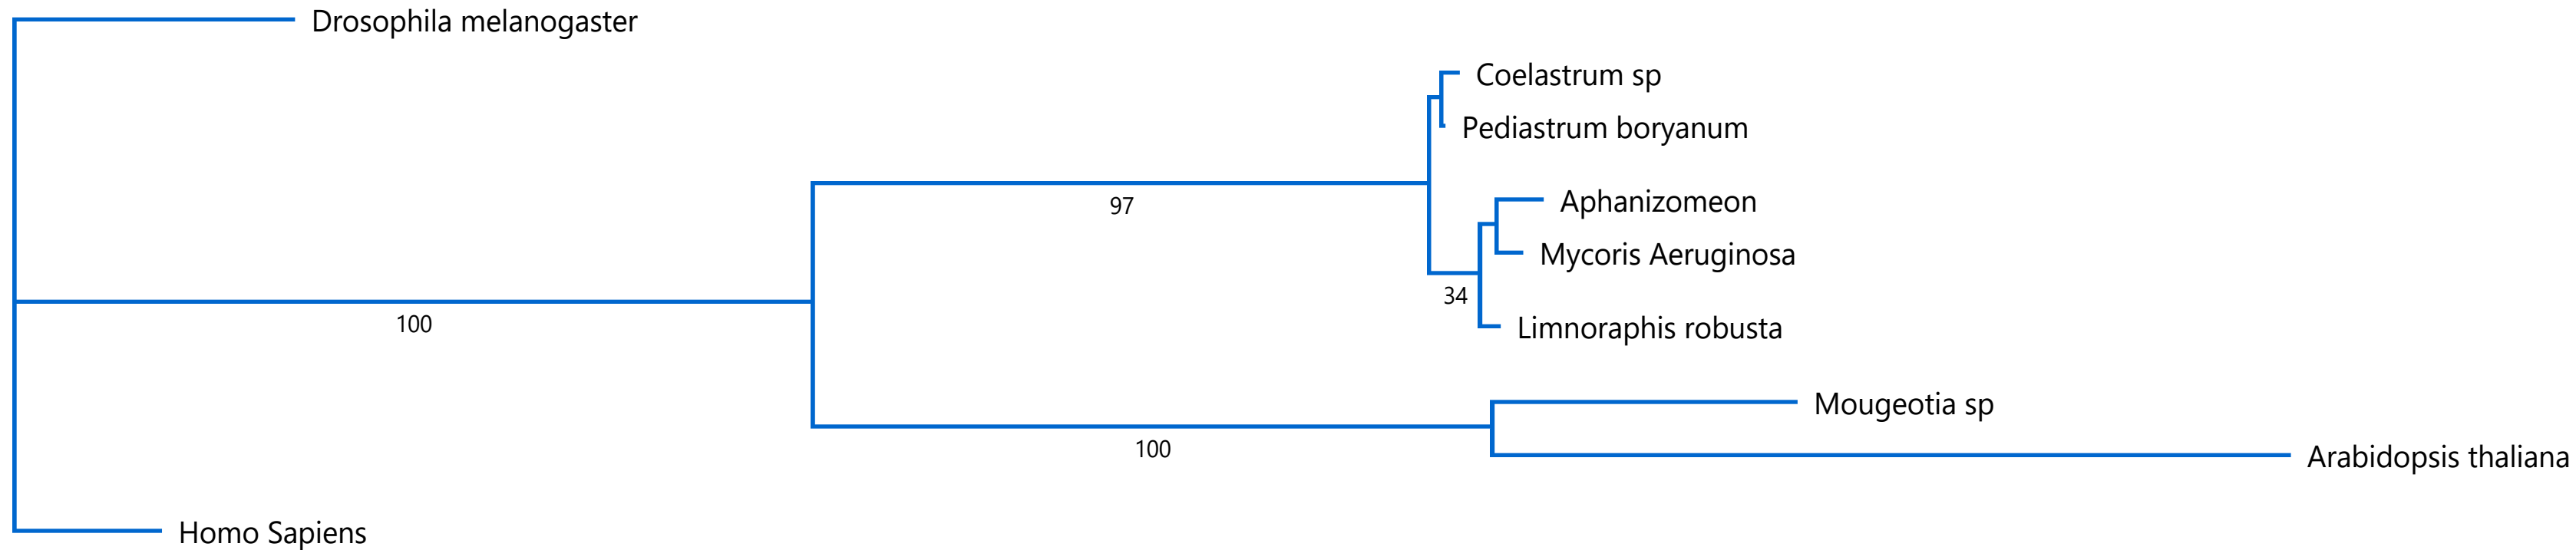 Drosophila melanogaster
Coelastrum sp
Pediastrum boryanum
97
Aphanizomeon
Mycoris Aeruginosa
34
100
Limnoraphis robusta
Mougeotia sp
100
Arabidopsis thaliana
Homo Sapiens